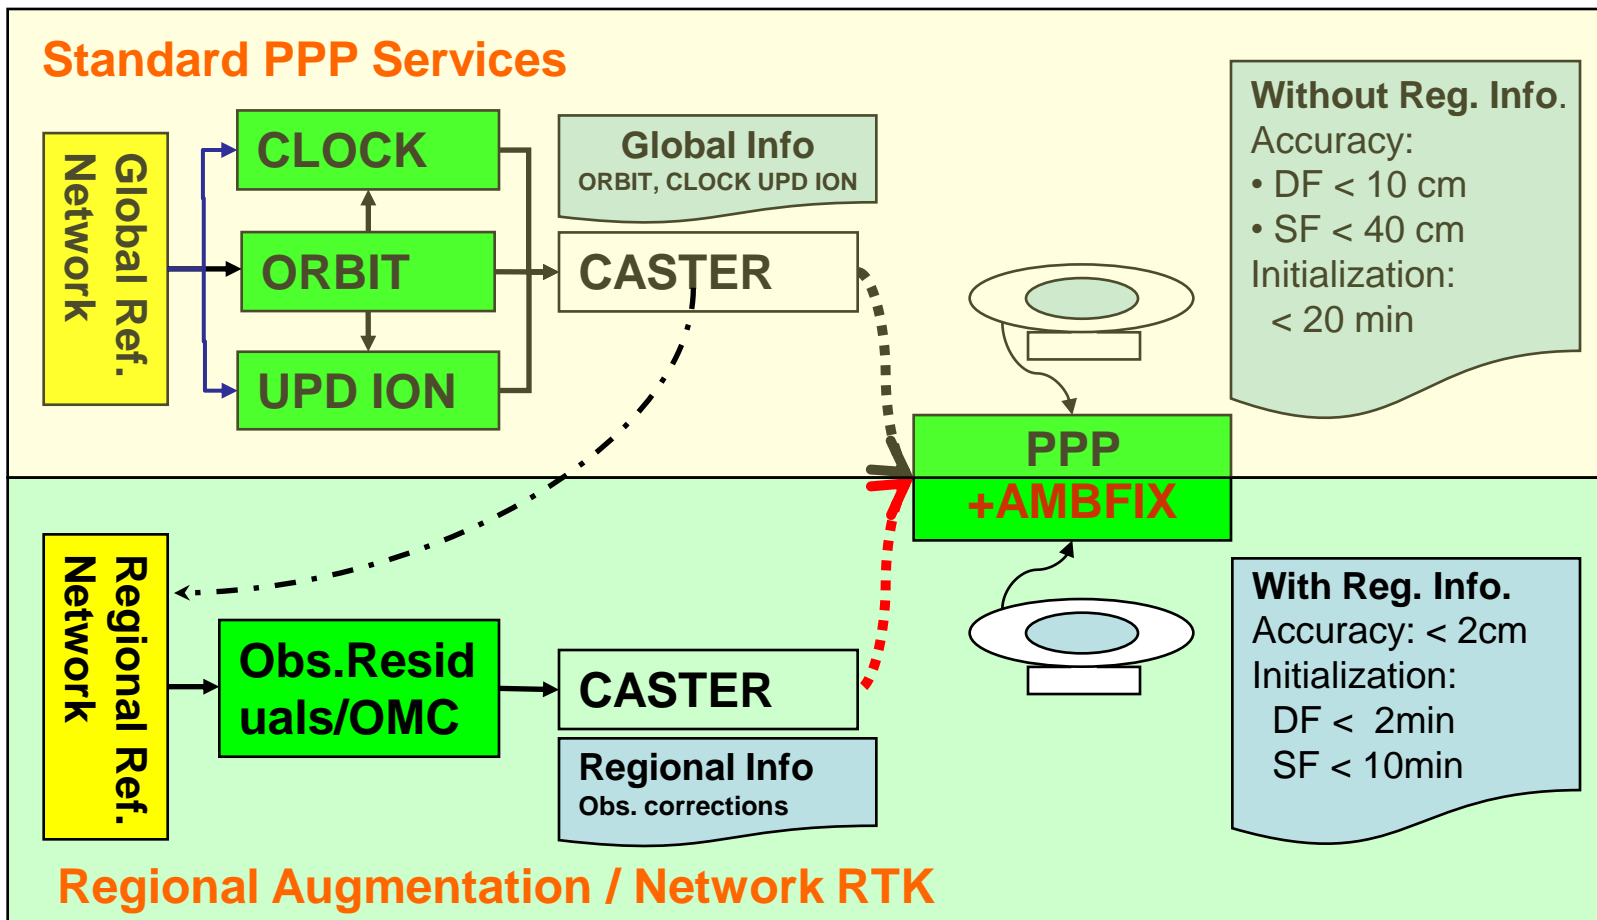 Standard PPP Services
Global Ref.
Network
CLOCK
ORBIT
UPD ION
Global Info
ORBIT, CLOCK UPD ION
CASTER
Without Reg. Info.
Accuracy:
• DF < 10 cm
• SF < 40 cm
Initialization:
< 20 min
PPP
+AMBFIX
Regional Ref.
Network
Obs.Resid
uals/OMC
CASTER
Regional Info
Obs. corrections
With Reg. Info.
Accuracy: < 2cm
Initialization:
DF < 2min
SF < 10min
Regional Augmentation / Network RTK